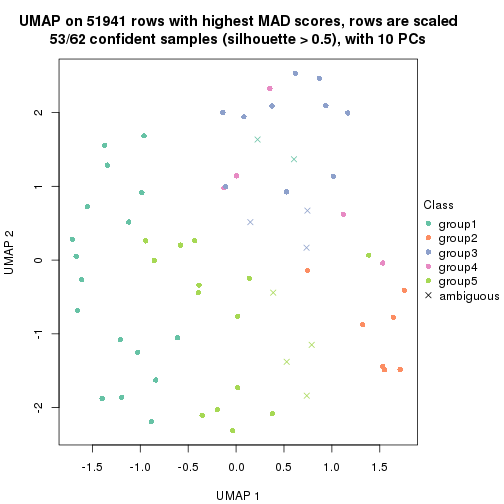 UMAP on 51941 rows with highest MAD scores, rows are scaled
53/62 confident samples (silhouette > 0.5), with 10 PCs
UMAP 2
2
1
0
-1
-2
-1.5
-1.0
-0.5
0.0
0.5
1.0
1.5
UMAP 1
Class
group1
group2
group3
group4
group5
ambiguous